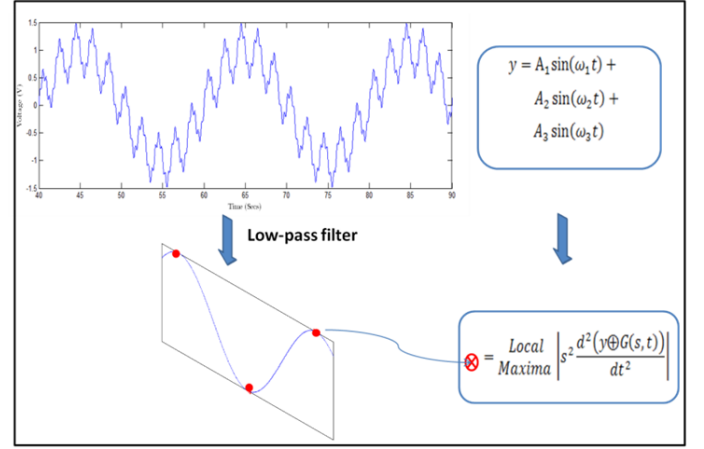 1.5
1
0.5
0
-0.5
-1
-1.5
Voltage (V)
40 45 50 55 60 65 70 75 80 85 90
Time (Secs)
y = A₁sin(ω₁t) +
A₂ sin(ω₂t) +
A₃ sin(ω₃t)
Low-pass filter
= Local Maxima |s² d²(y⊕G(s,t))/dt²|